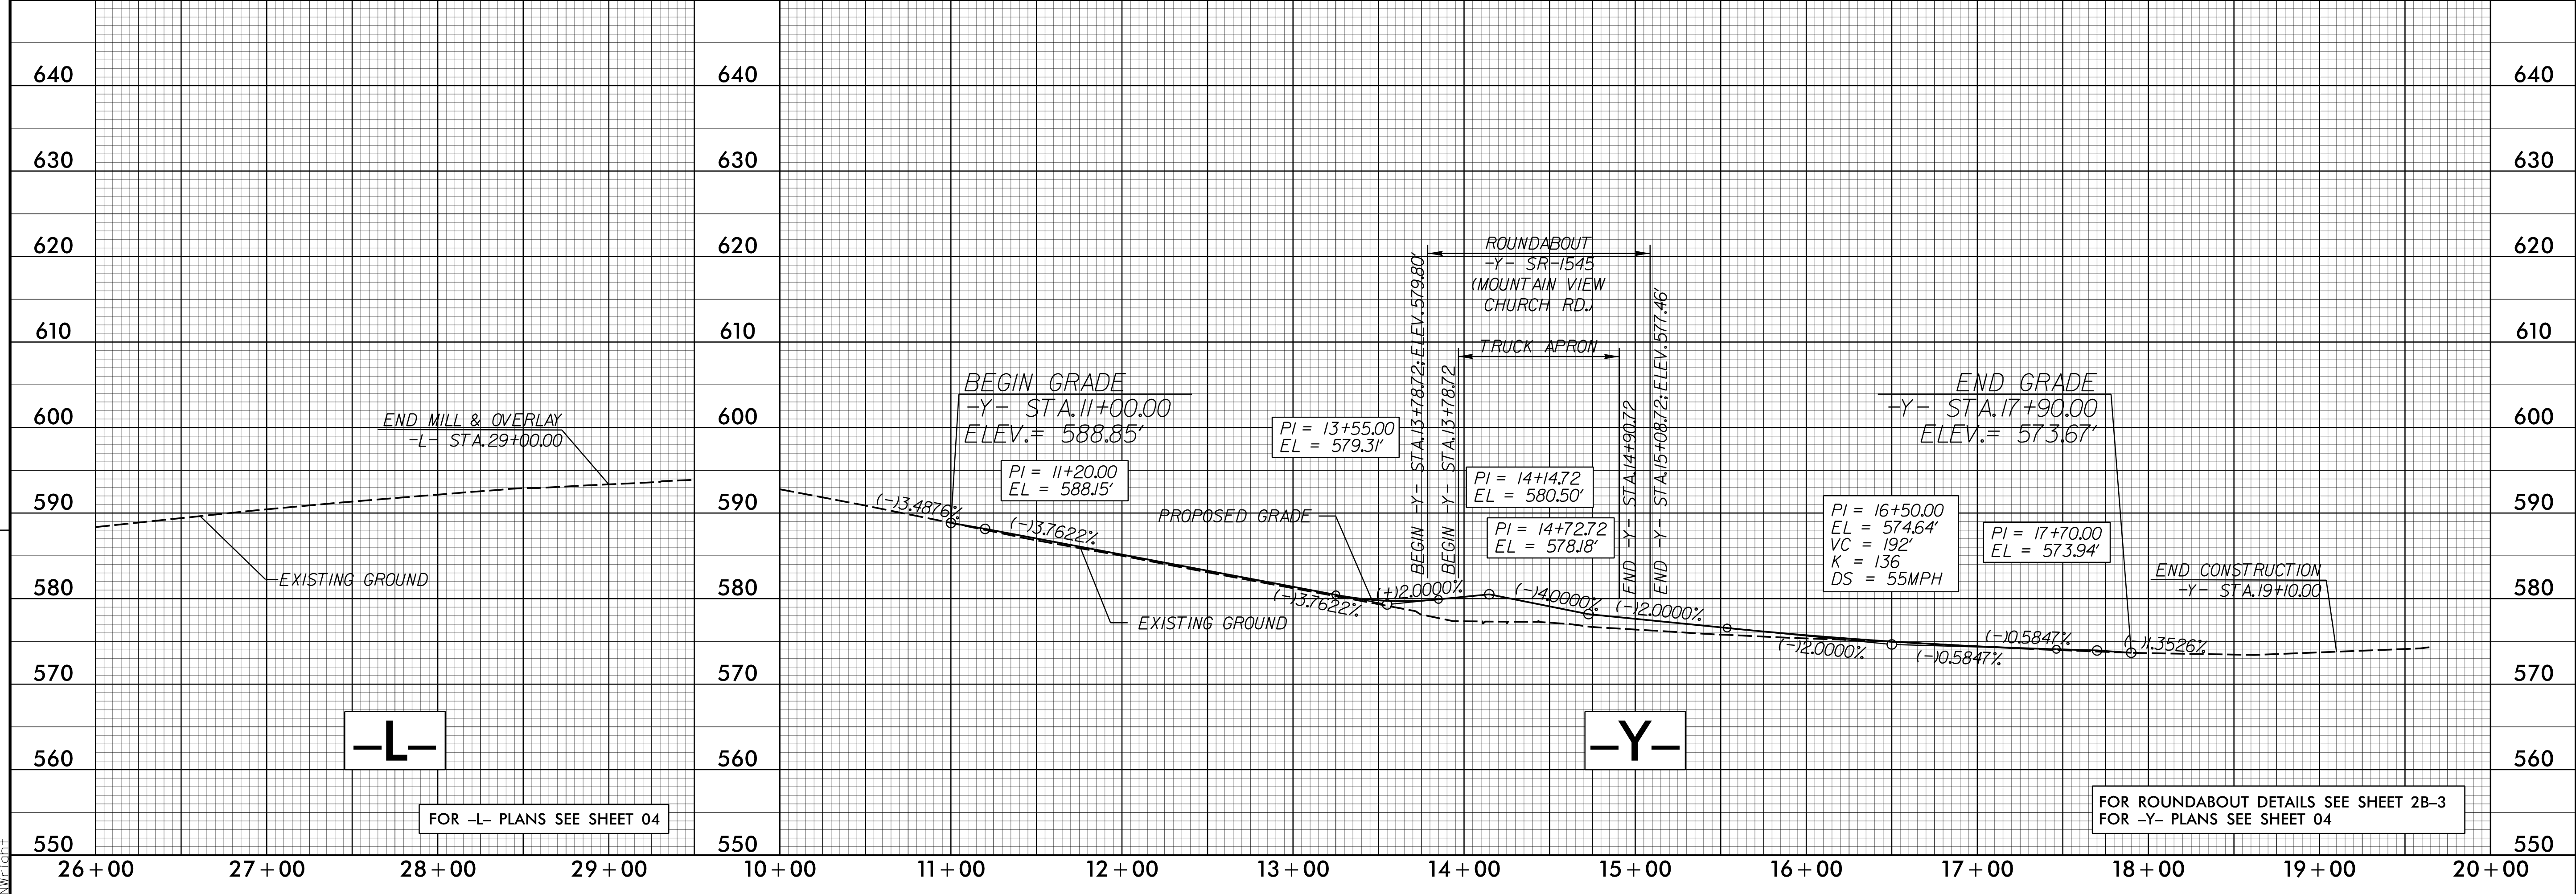 640 640 640
630 630 630
620 620 620
610 610 610
600 600 600
590 590 590
580 580 580
570 570 570
560 560 560
550 550 550
END MILL & OVERLAY
-L- STA.29+00.00
EXISTING GROUND
–L–
FOR –L– PLANS SEE SHEET 04
BEGIN GRADE
-Y- STA.11+00.00
ELEV.= 588.85'
PI = 11+20.00
EL = 588.15'
(-)3.4876%
(-)3.7622%
EXISTING GROUND
PROPOSED GRADE
PI = 13+55.00
EL = 579.31'
(-)3.7622%
(+)2.0000%
ROUNDABOUT
-Y- SR-1545
(MOUNTAIN VIEW
CHURCH RD.)
TRUCK APRON
BEGIN -Y- STA.13+78.72; ELEV.579.80'
BEGIN -Y- STA.13+78.72
END -Y- STA.14+90.72
END -Y- STA.15+08.72; ELEV.577.46'
PI = 14+14.72
EL = 580.50'
PI = 14+72.72
EL = 578.18'
(-)4.0000%
(-)2.0000%
(-)2.0000%
PI = 16+50.00
EL = 574.64'
VC = 192'
K = 136
DS = 55MPH
PI = 17+70.00
EL = 573.94'
(-)0.5847%
(-)0.5847%
(-)1.3526%
END GRADE
-Y- STA.17+90.00
ELEV.= 573.67'
END CONSTRUCTION
-Y- STA.19+10.00
–Y–
FOR ROUNDABOUT DETAILS SEE SHEET 2B–3
FOR –Y– PLANS SEE SHEET 04
26+00 27+00 28+00 29+00 10+00 11+00 12+00 13+00 14+00 15+00 16+00 17+00 18+00 19+00 20+00